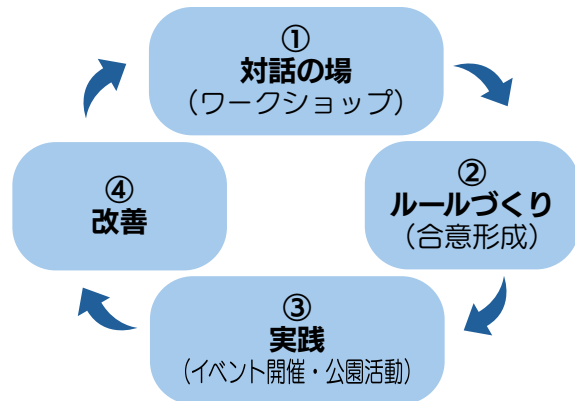 ①
対話の場
（ワークショップ）
②
ルールづくり
（合意形成）
③
実践
（イベント開催・公園活動）
④
改善